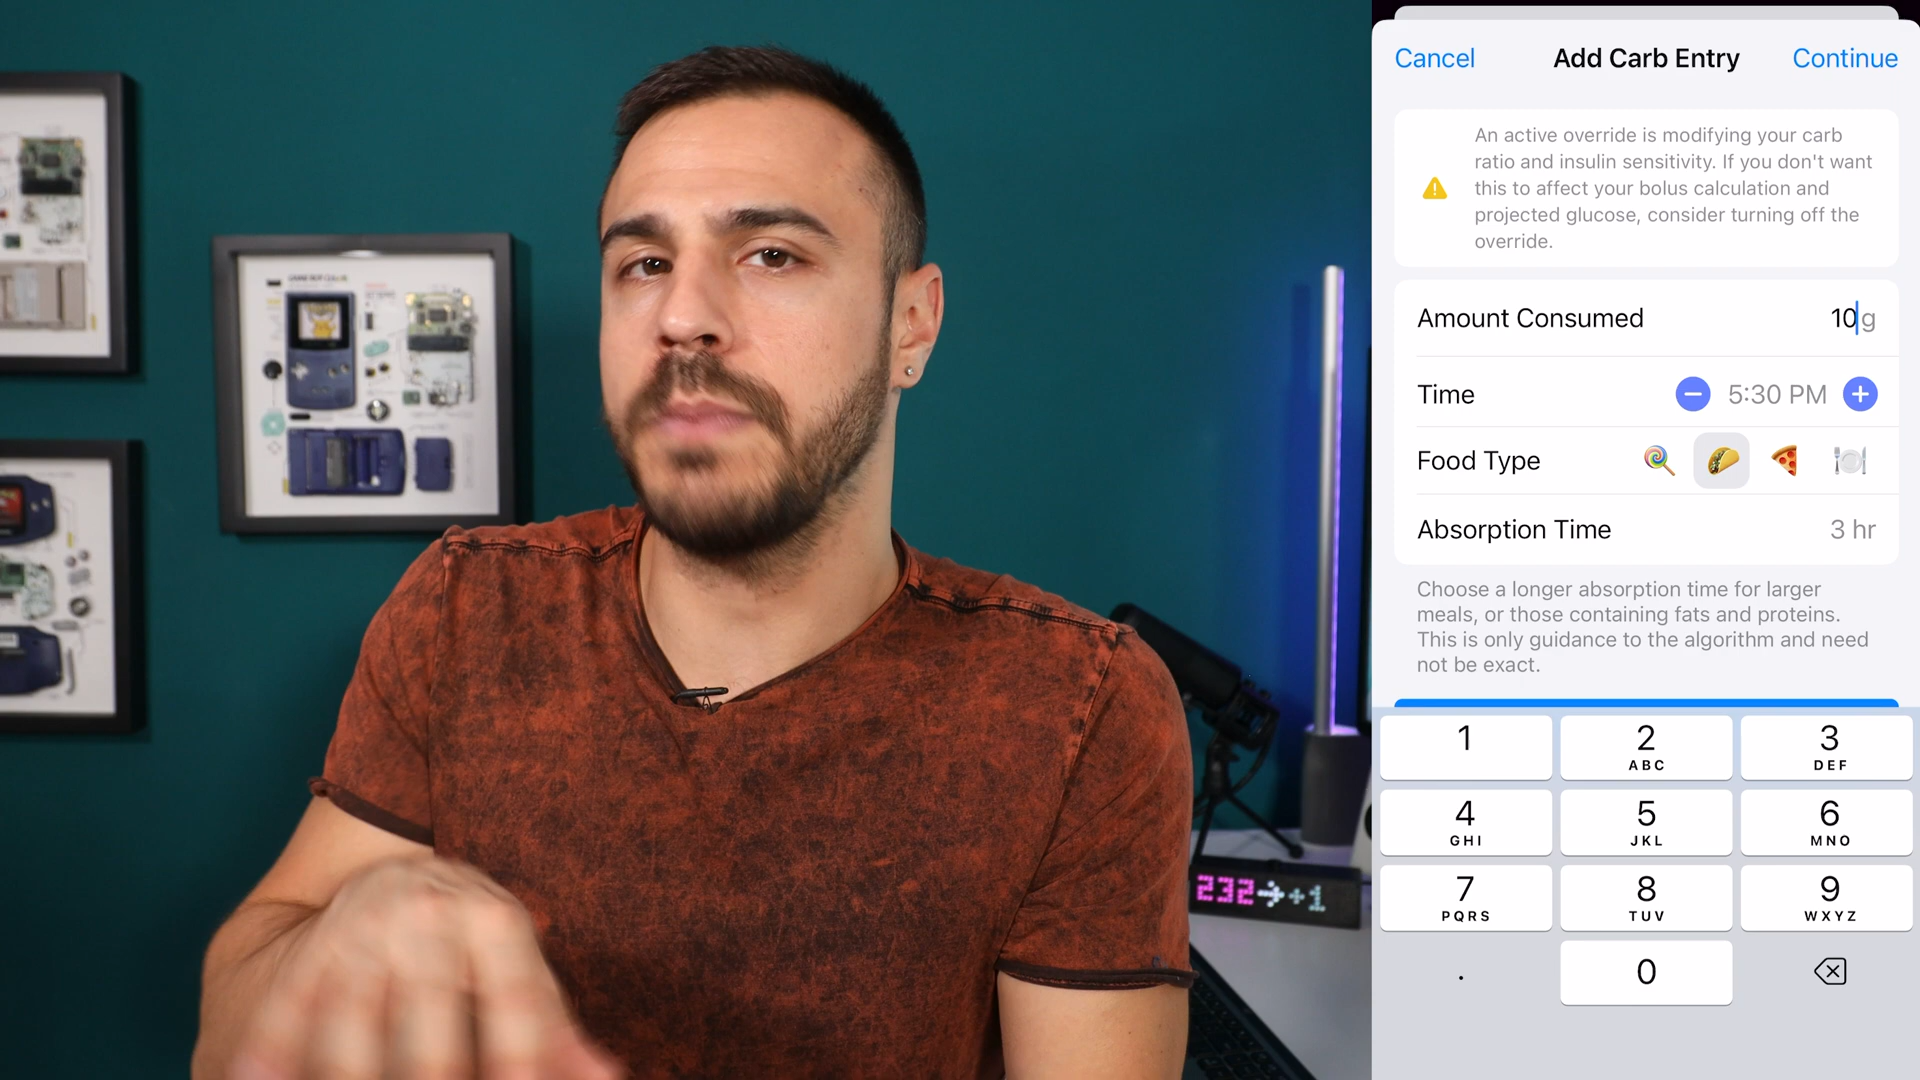 Cancel
Add Carb Entry
Continue
An active override is modifying your carb
ratio and insulin sensitivity. If you don't want
this to affect your bolus calculation and
projected glucose, consider turning off the
override.
Amount Consumed
10 g
Time
5:30 PM
Food Type
Absorption Time
3 hr
Choose a longer absorption time for larger
meals, or those containing fats and proteins.
This is only guidance to the algorithm and need
not be exact.
1
2
ABC
3
DEF
4
GHI
5
JKL
6
MNO
7
PQRS
8
TUV
9
WXYZ
.
0
232→+1